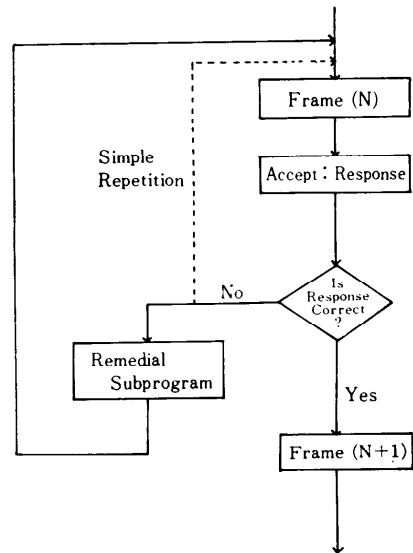 Frame (N)
Simple
Repetition
Accept : Response
Is
Response
Correct
?
No
Remedial
Subprogram
Yes
Frame (N+1)